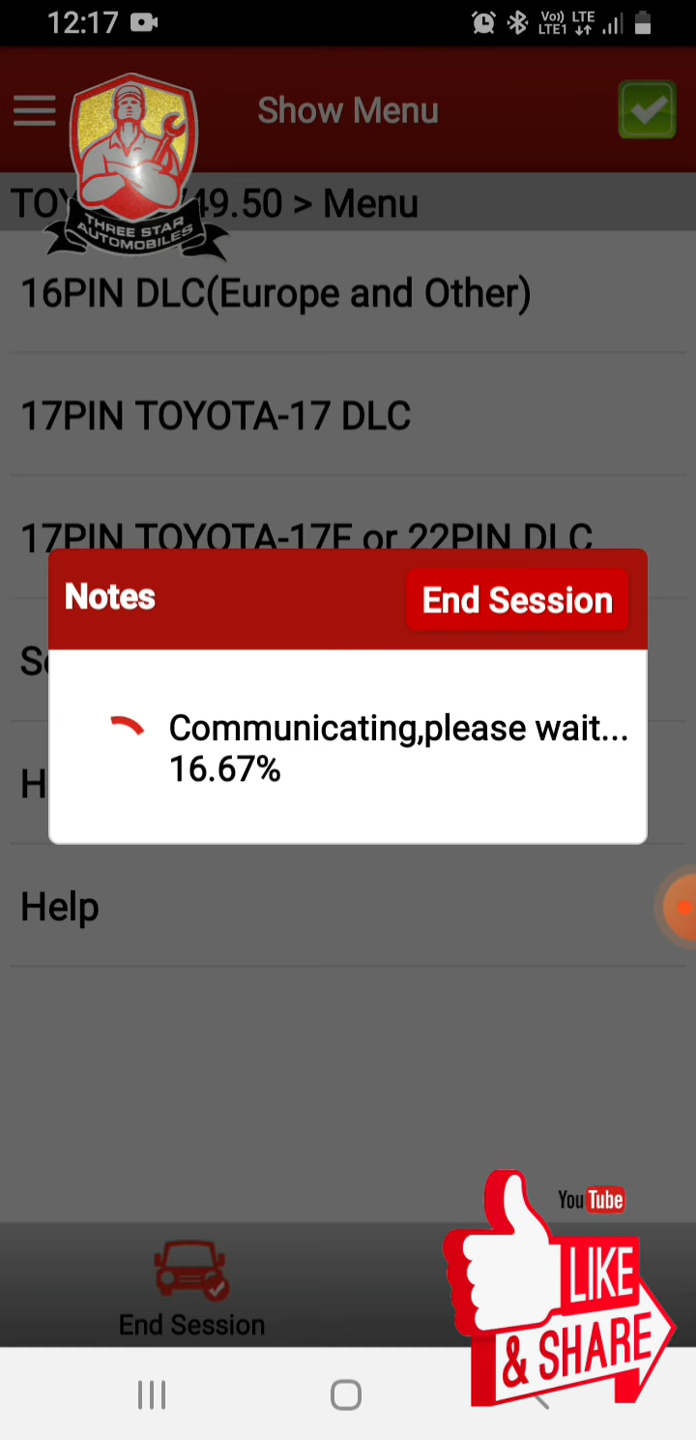 12:17
Vo)) LTE
LTE1
Show Menu
THREE STAR
AUTOMOBILES
49.50 > Menu
16PIN DLC(Europe and Other)
17PIN TOYOTA-17 DLC
17PIN TOYOTA-17F or 22PIN DLC
Notes
End Session
Communicating,please wait...
16.67%
Help
End Session
You Tube
LIKE
& SHARE